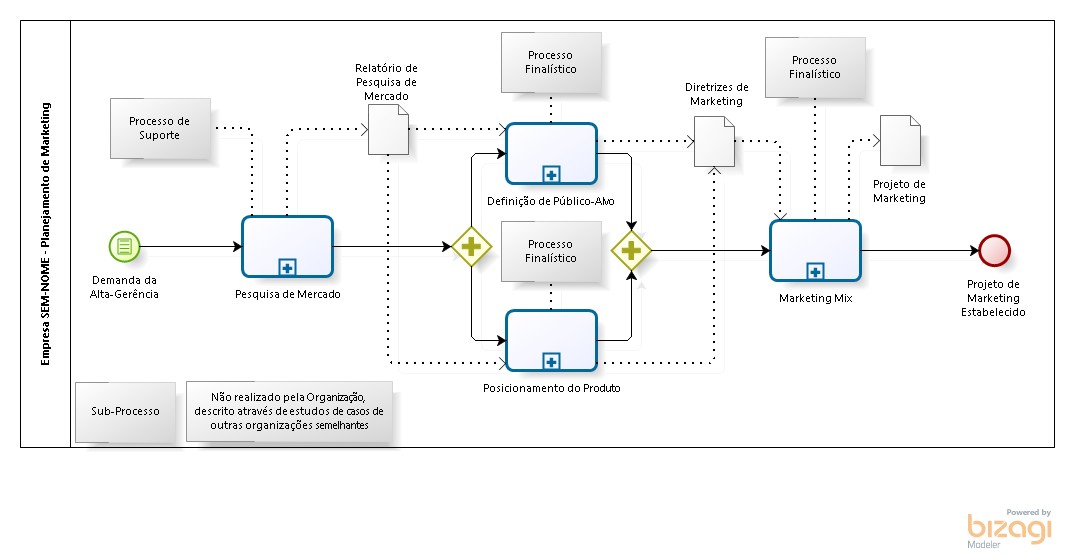 Empresa SEM-NOME - Planejamento de Marketing
Processo de
Suporte
Relatório de
Pesquisa de
Mercado
Processo
Finalístico
Diretrizes de
Marketing
Processo
Finalístico
Projeto de
Marketing
Definição de Público-Alvo
Processo
Finalístico
Demanda da
Alta-Gerência
Pesquisa de Mercado
Marketing Mix
Projeto de
Marketing
Estabelecido
Posicionamento do Produto
Sub-Processo
Não realizado pela Organização,
descrito através de estudos de casos de
outras organizações semelhantes
Powered by
bizagi
Modeler